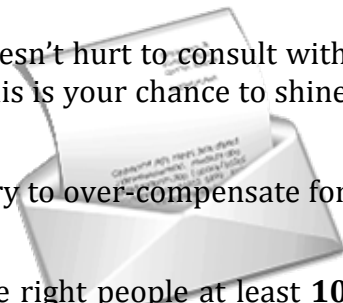 esn’t hurt to consult with
his is your chance to shine
ry to over-compensate for
e right people at least 10